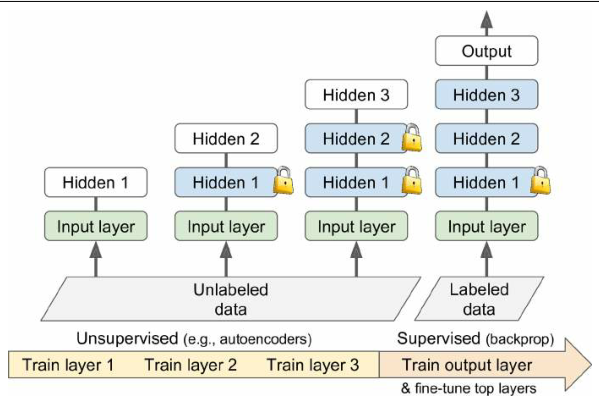 Output
Hidden 3
Hidden 3
Hidden 2
Hidden 2
Hidden 2
Hidden 1
Hidden 1
Hidden 1
Hidden 1
Input layer
Input layer
Input layer
Input layer
Unlabeled
data
Labeled
data
Unsupervised (e.g., autoencoders)
Supervised (backprop)
Train layer 1
Train layer 2
Train layer 3
Train output layer
& fine-tune top layers